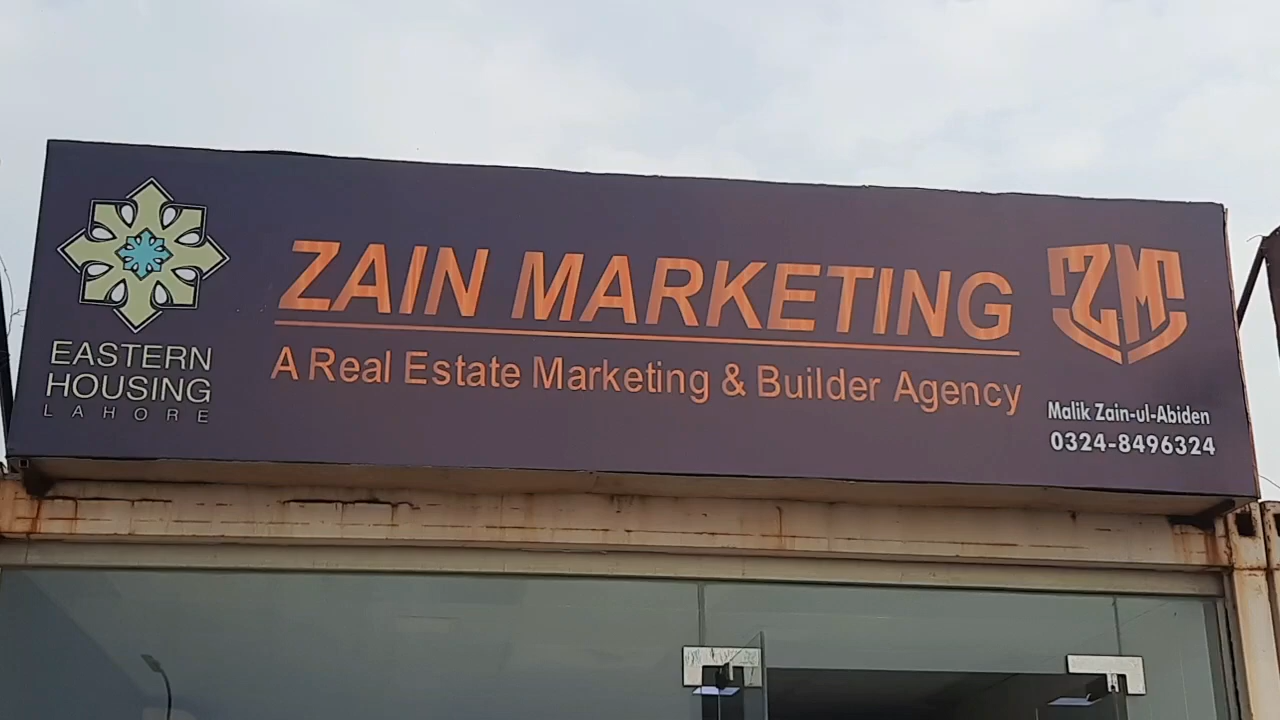 EASTERN
HOUSING
LAHORE
ZAIN MARKETING
A Real Estate Marketing & Builder Agency
ZM
Malik Zain-ul-Abiden
0324-8496324